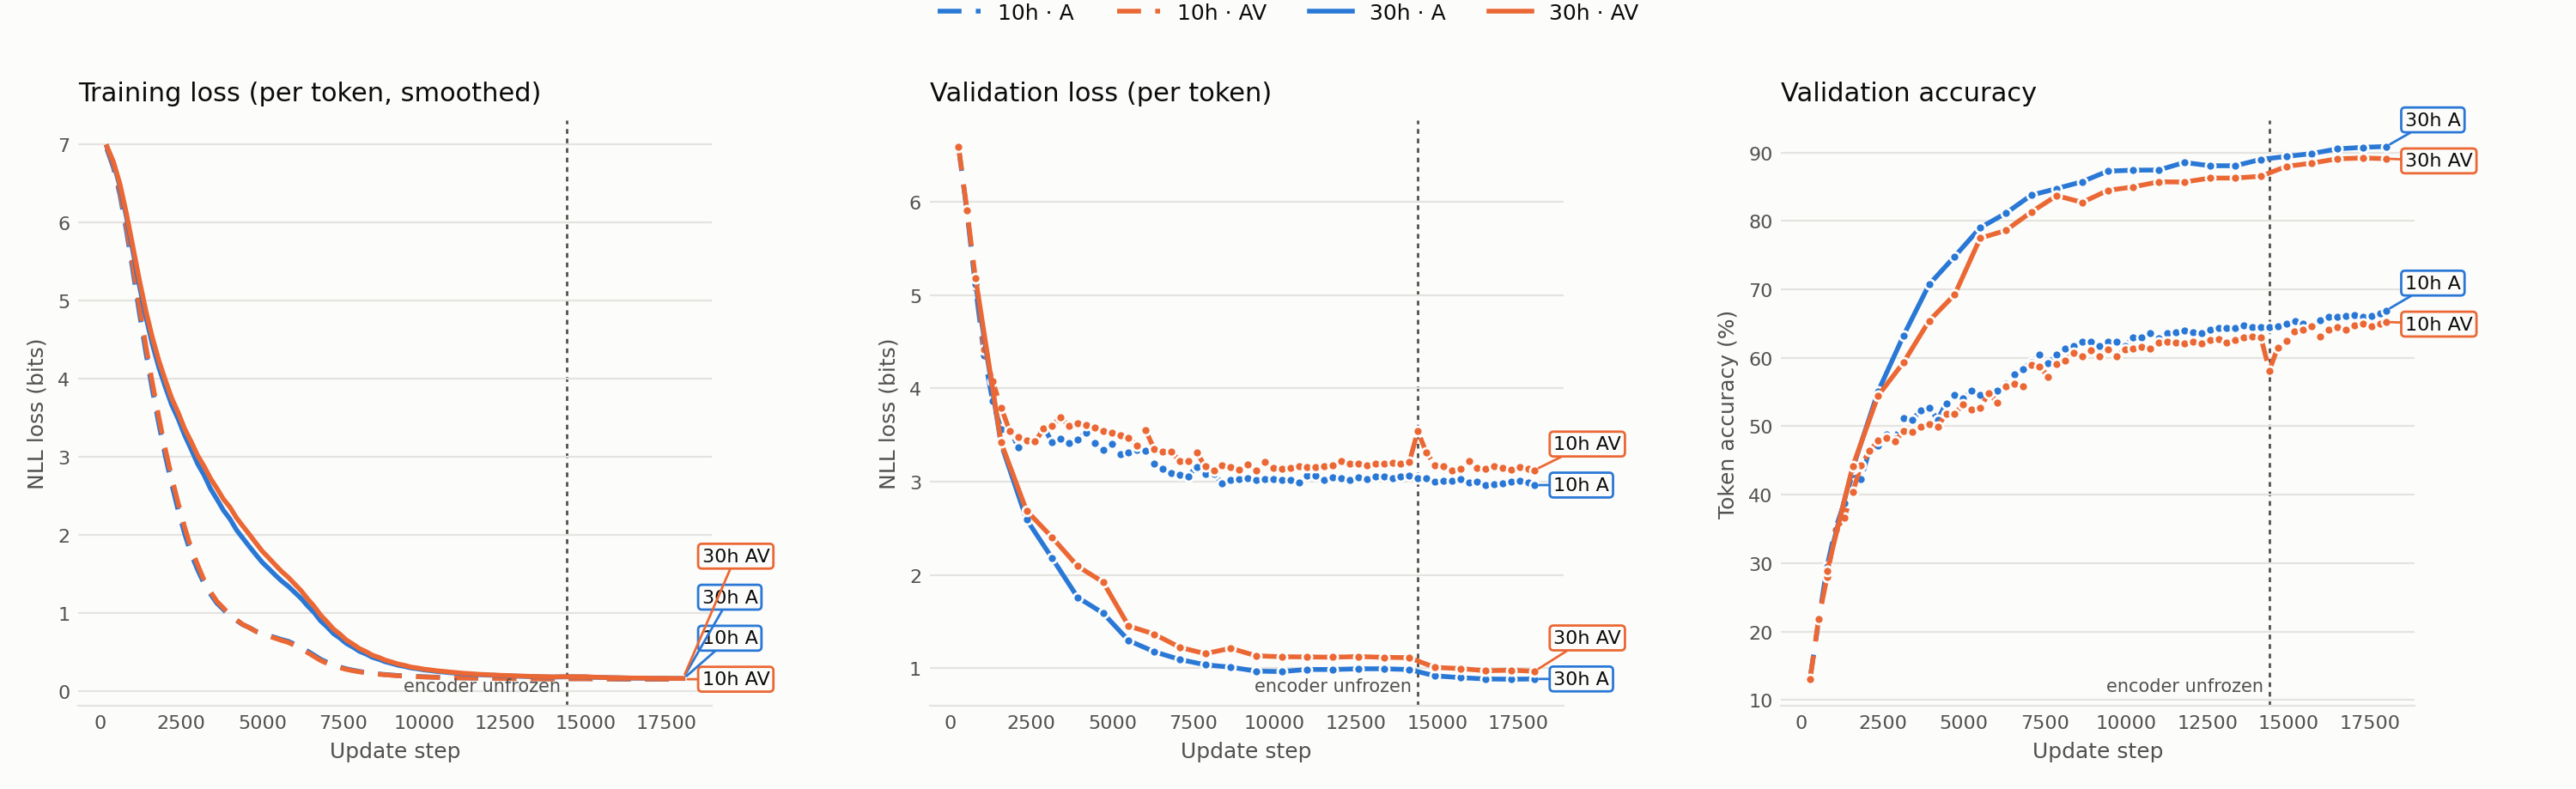 10h · A 10h · AV 30h · A 30h · AV
Training loss (per token, smoothed)
7
6
5
4
3
2
1
0
NLL loss (bits)
30h AV
30h A
10h A
10h AV
encoder unfrozen
0 2500 5000 7500 10000 12500 15000 17500
Update step
Validation loss (per token)
6
5
4
3
2
1
NLL loss (bits)
10h AV
10h A
30h AV
30h A
encoder unfrozen
0 2500 5000 7500 10000 12500 15000 17500
Update step
Validation accuracy
90
80
70
60
50
40
30
20
10
Token accuracy (%)
30h A
30h AV
10h A
10h AV
encoder unfrozen
0 2500 5000 7500 10000 12500 15000 17500
Update step